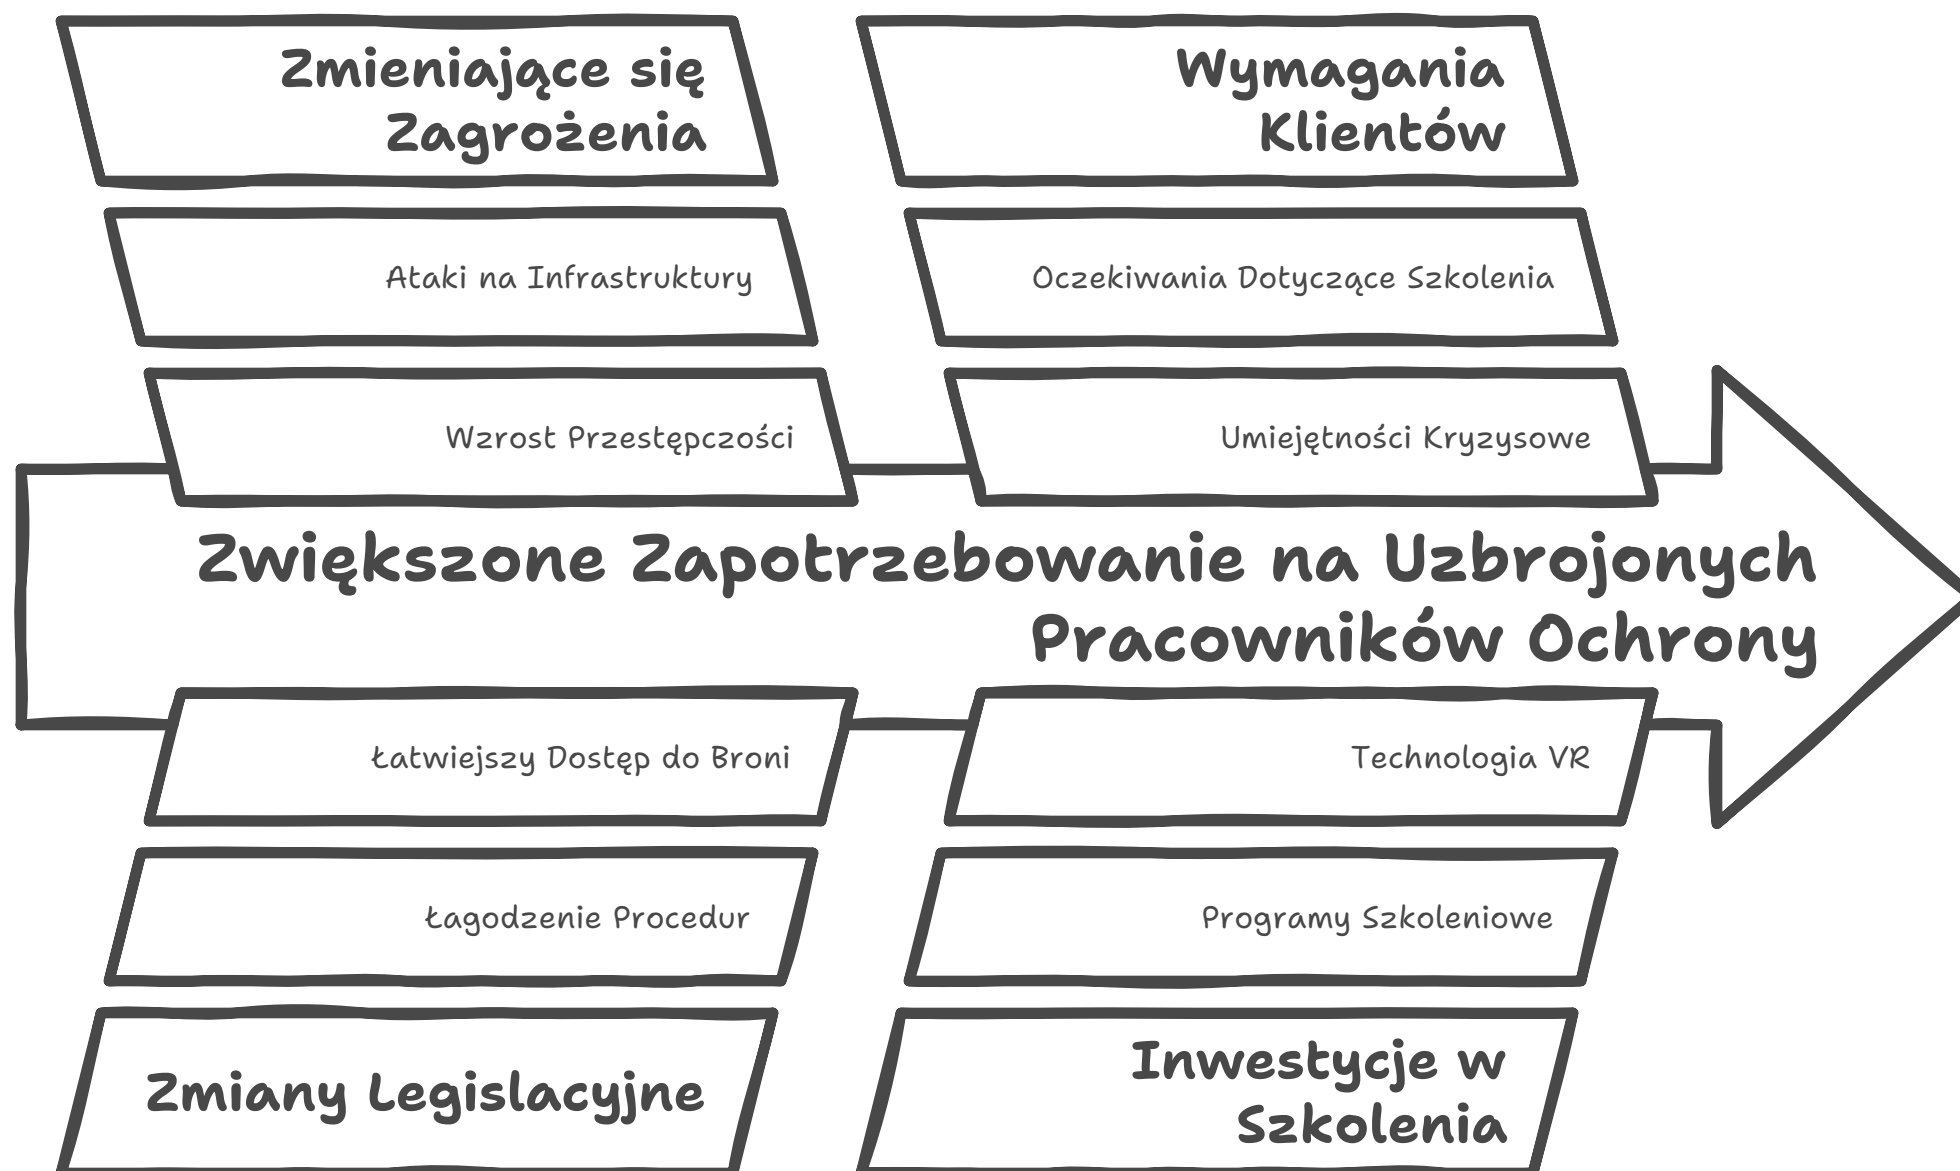 Zmieniające się
Zagrożenia
Ataki na Infrastruktury
Wzrost Przestępczości
Wymagania
Klientów
Oczekiwania Dotyczące Szkolenia
Umiejętności Kryzysowe
Zwiększone Zapotrzebowanie na Uzbrojonych
Pracowników Ochrony
Łatwiejszy Dostęp do Broni
Łagodzenie Procedur
Zmiany Legislacyjne
Technologia VR
Programy Szkoleniowe
Inwestycje w
Szkolenia